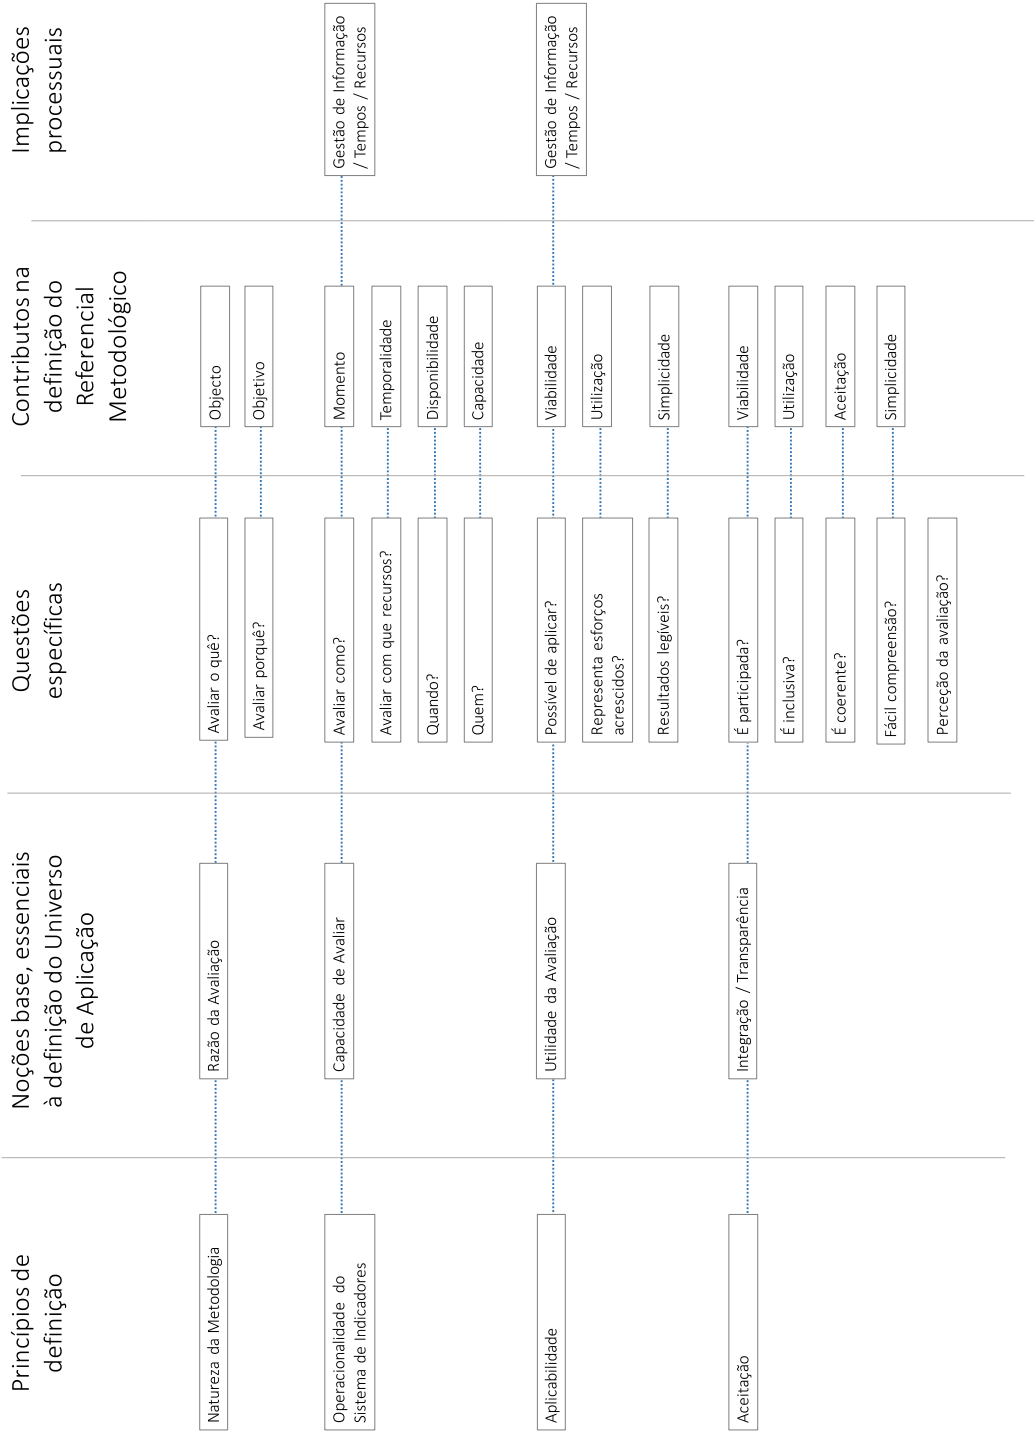 Princípios de
definição
Noções base, essenciais
à definição do Universo
de Aplicação
Questões
específicas
Contributos na
definição do
Referencial
Metodológico
Implicações
processuais
Natureza da Metodologia
Razão da Avaliação
Avaliar o quê?
Objecto
Avaliar porquê?
Objetivo
Operacionalidade do
Sistema de Indicadores
Capacidade de Avaliar
Avaliar como?
Momento
Gestão de Informação
/ Tempos / Recursos
Avaliar com que recursos?
Temporalidade
Quando?
Disponibilidade
Quem?
Capacidade
Aplicabilidade
Utilidade da Avaliação
Possível de aplicar?
Viabilidade
Gestão de Informação
/ Tempos / Recursos
Representa esforços
acrescidos?
Utilização
Resultados legíveis?
Simplicidade
Aceitação
Integração / Transparência
É participada?
Viabilidade
É inclusiva?
Utilização
É coerente?
Aceitação
Fácil compreensão?
Simplicidade
Perceção da avaliação?